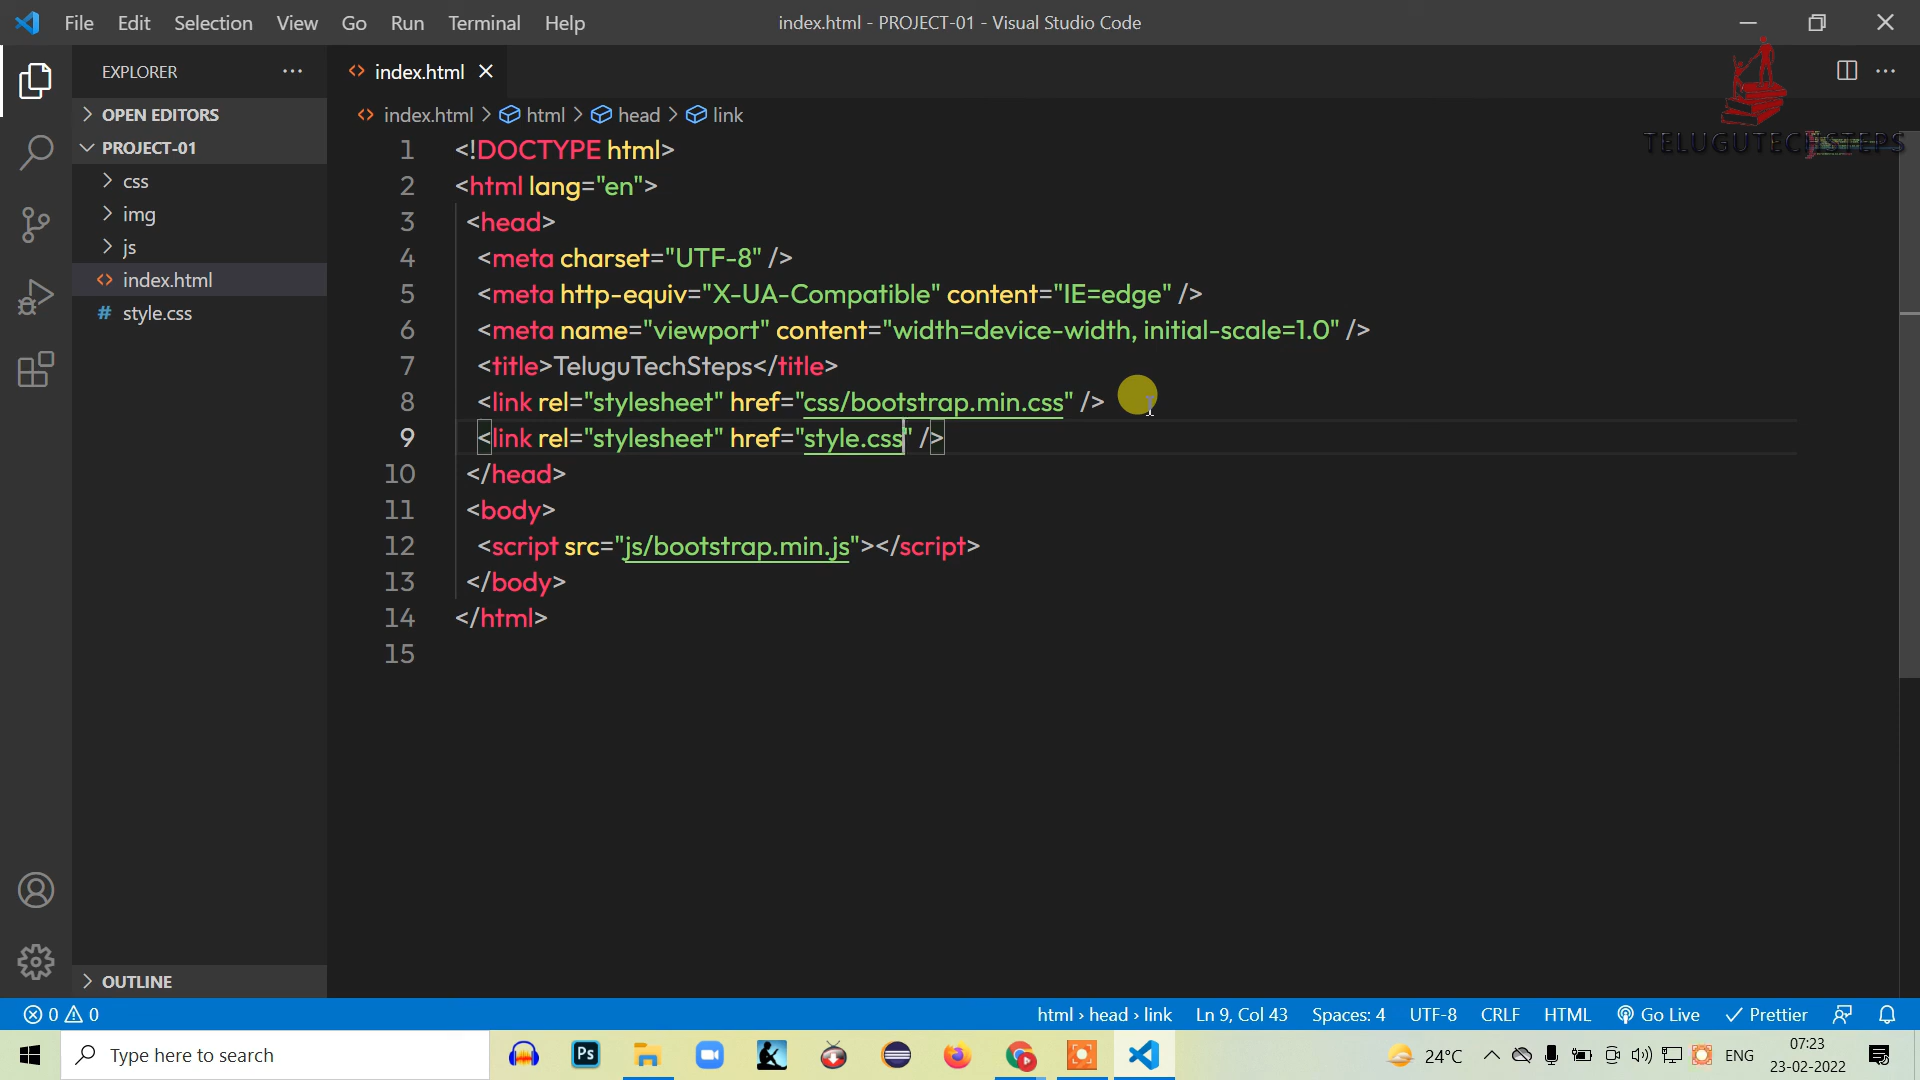 File Edit Selection View Go Run Terminal Help
index.html - PROJECT-01 - Visual Studio Code
EXPLORER
index.html
TELUGUTECHSTEPS
OPEN EDITORS
PROJECT-01
css
img
js
index.html
style.css
OUTLINE
index.html > html > head > link
1 <!DOCTYPE html>
2 <html lang="en">
3 <head>
4 <meta charset="UTF-8" />
5 <meta http-equiv="X-UA-Compatible" content="IE=edge" />
6 <meta name="viewport" content="width=device-width, initial-scale=1.0" />
7 <title>TeluguTechSteps</title>
8 <link rel="stylesheet" href="css/bootstrap.min.css" />
9 <link rel="stylesheet" href="style.css" />
10 </head>
11 <body>
12 <script src="js/bootstrap.min.js"></script>
13 </body>
14 </html>
15
0 0
html › head › link Ln 9, Col 43 Spaces: 4 UTF-8 CRLF HTML Go Live Prettier
Type here to search
Ps
24°C
ENG
07:23
23-02-2022